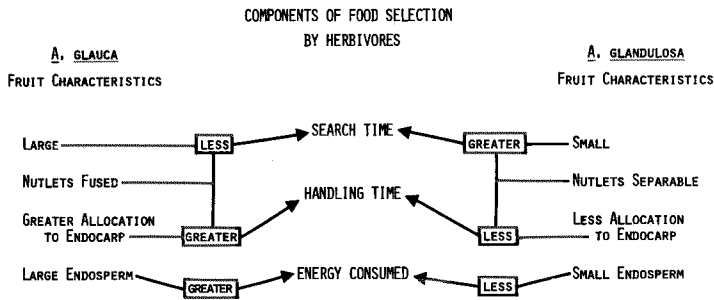 COMPONENTS OF FOOD SELECTION
BY HERBIVORES
A. GLAUCA
FRUIT CHARACTERISTICS
A. GLANDULOSA
FRUIT CHARACTERISTICS
LARGE
LESS
SEARCH TIME
GREATER
SMALL
NUTLETS FUSED
HANDLING TIME
NUTLETS SEPARABLE
GREATER ALLOCATION
TO ENDOCARP
GREATER
LESS
LESS ALLOCATION
TO ENDOCARP
LARGE ENDOSPERM
GREATER
ENERGY CONSUMED
LESS
SMALL ENDOSPERM